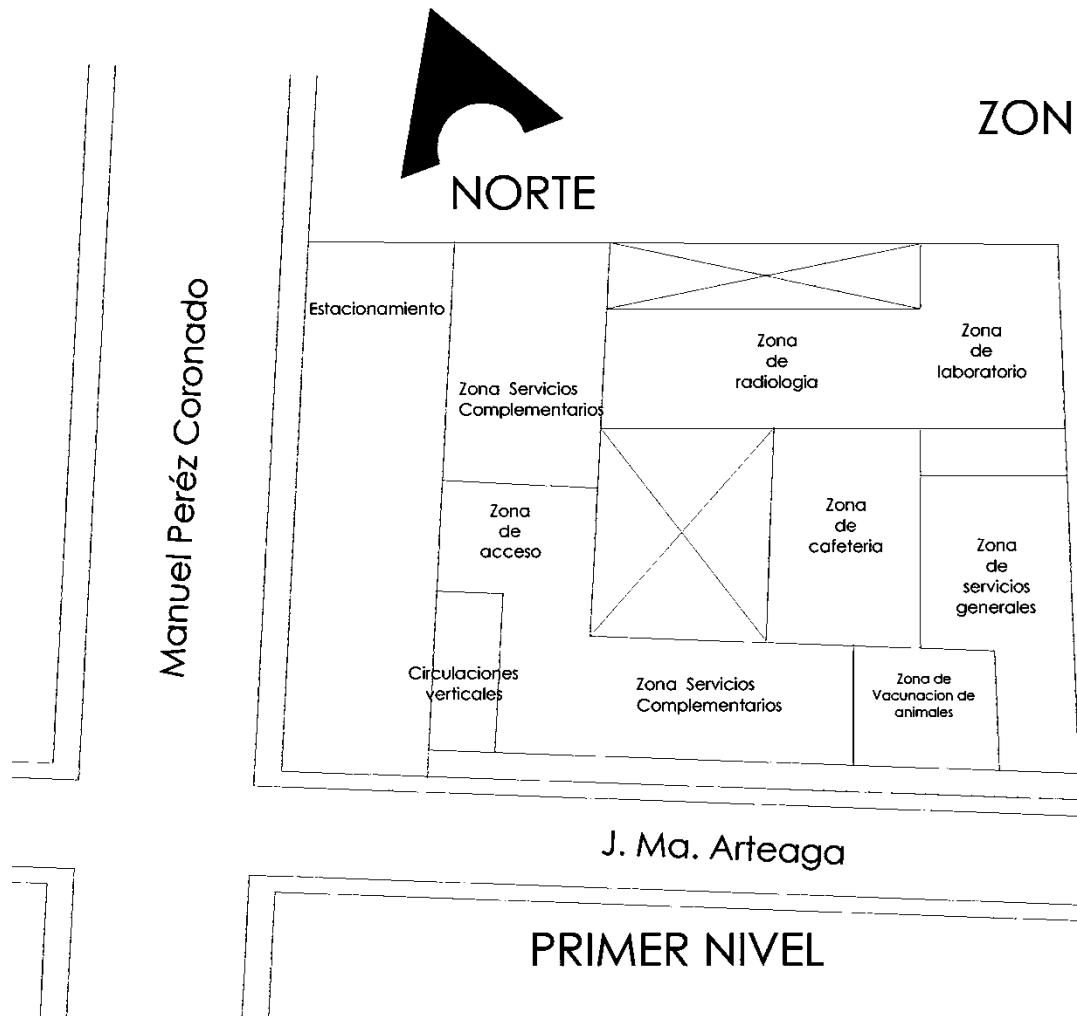 ZON
NORTE
Manuel Peréz Coronado
Estacionamiento
Zona
de
radiologia
Zona
de
laboratorio
Zona Servicios
Complementarios
Zona
de
acceso
Zona
de
cafeteria
Zona
de
servicios
generales
Circulaciones
verticales
Zona Servicios
Complementarios
Zona de
Vacunacion de
animales
J. Ma. Arteaga
PRIMER NIVEL